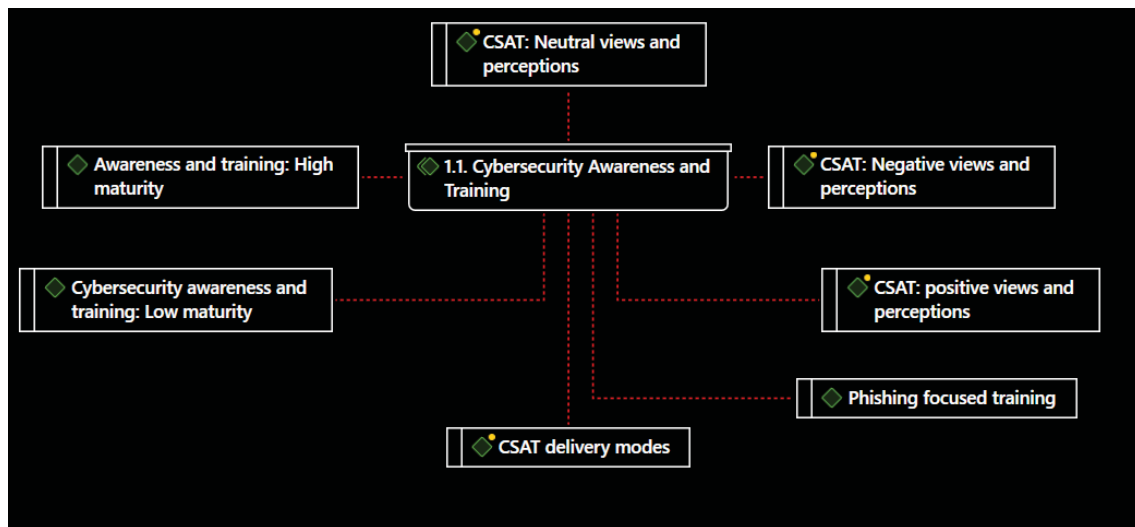 CSAT: Neutral views and
perceptions
Awareness and training: High
maturity
1.1. Cybersecurity Awareness and
Training
CSAT: Negative views and
perceptions
Cybersecurity awareness and
training: Low maturity
CSAT: positive views and
perceptions
Phishing focused training
CSAT delivery modes